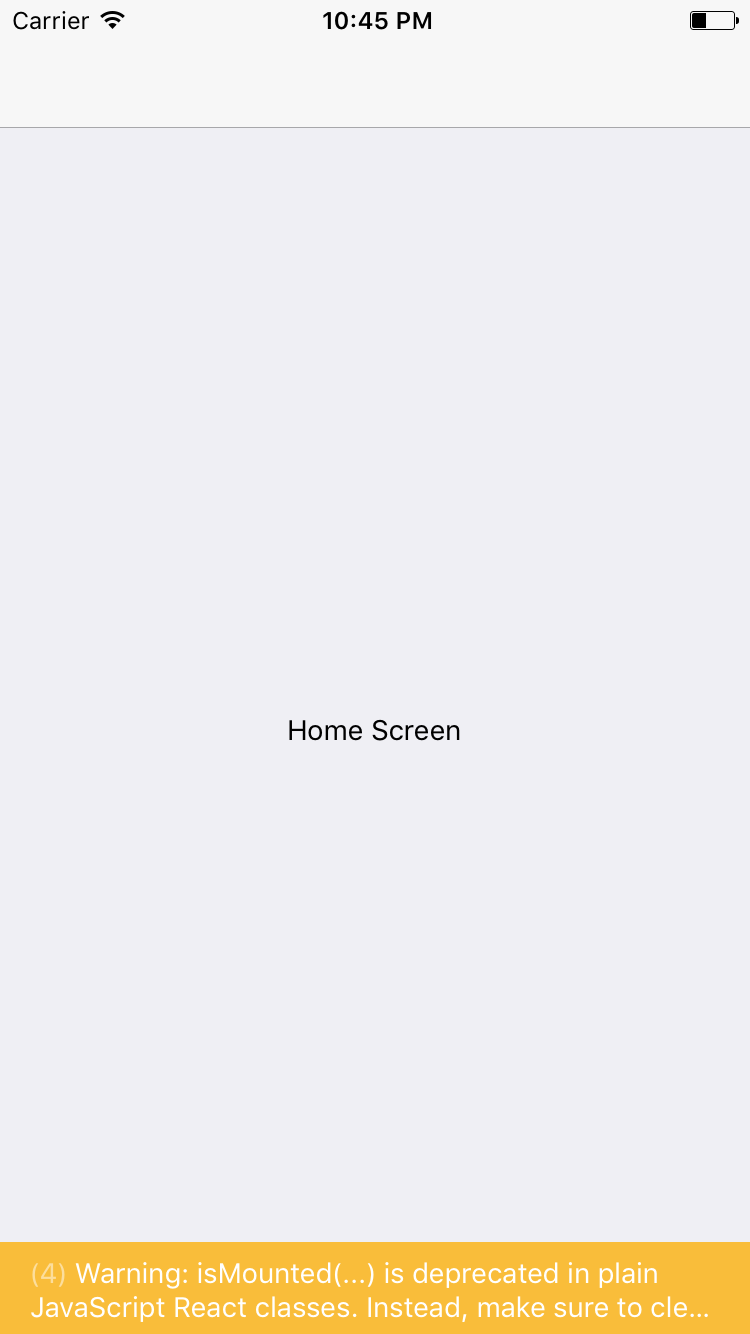 Carrier
10:45 PM
Home Screen
(4) Warning: isMounted(...) is deprecated in plain
JavaScript React classes. Instead, make sure to cle...